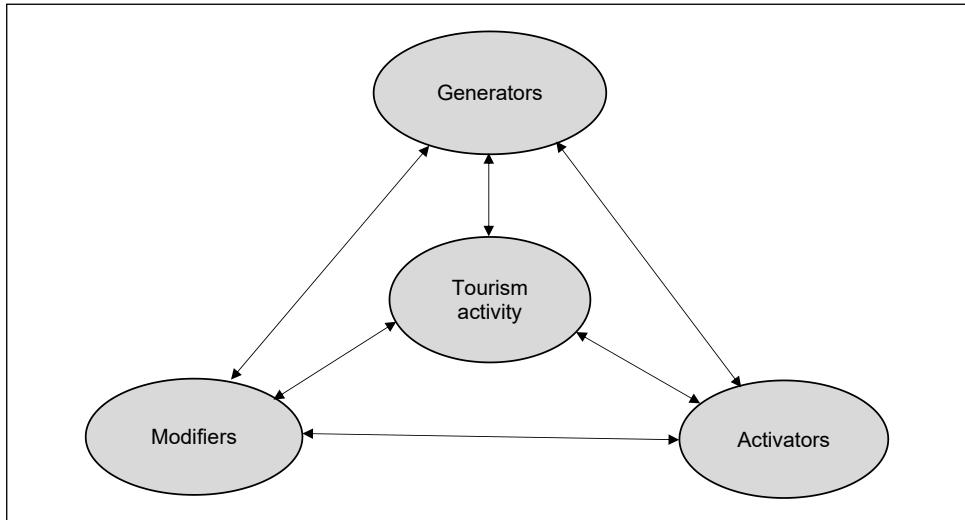 Generators
Tourism
activity
Modifiers
Activators